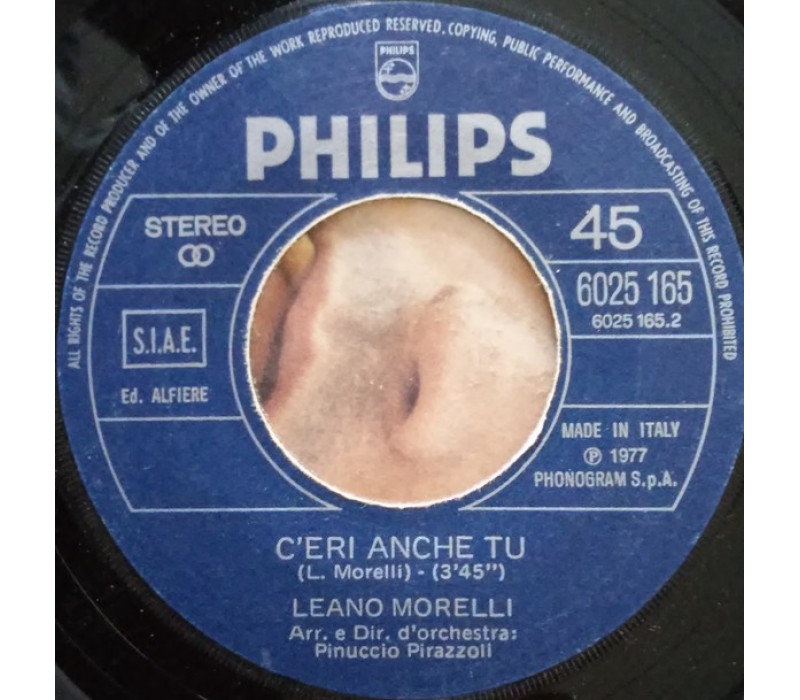 ALL RIGHTS OF THE RECORD PRODUCER AND OF THE OWNER OF THE WORK REPRODUCED RESERVED. COPYING, PUBLIC PERFORMANCE AND BROADCASTING OF THIS RECORD PROHIBITED
PHILIPS
PHILIPS
STEREO
45
6025 165
6025 165.2
S.I.A.E.
Ed. ALFIERE
MADE IN ITALY
Ⓟ 1977
PHONOGRAM S.p.A.
C'ERI ANCHE TU
(L. Morelli) - (3'45")
LEANO MORELLI
Arr. e Dir. d'orchestra:
Pinuccio Pirazzoli